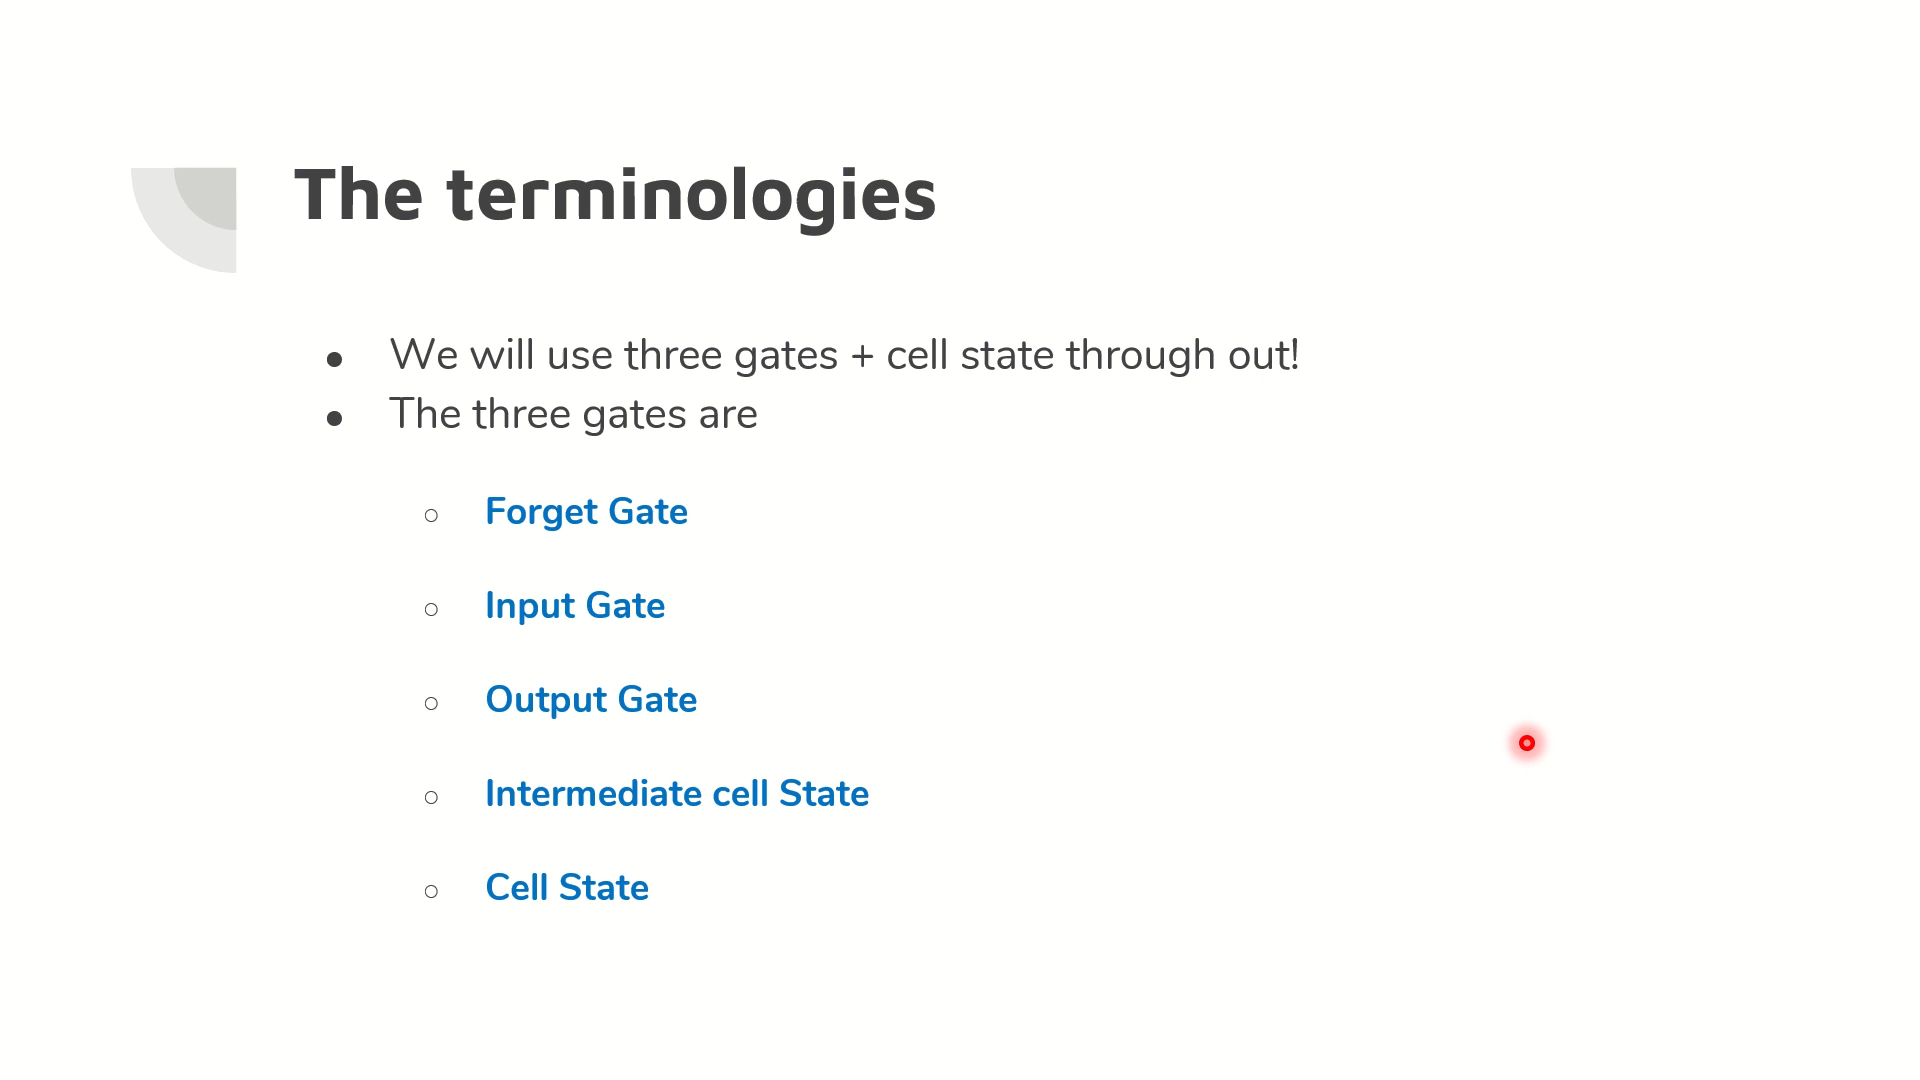 The terminologies
● We will use three gates + cell state through out!
● The three gates are
○ Forget Gate
○ Input Gate
○ Output Gate
○ Intermediate cell State
○ Cell State